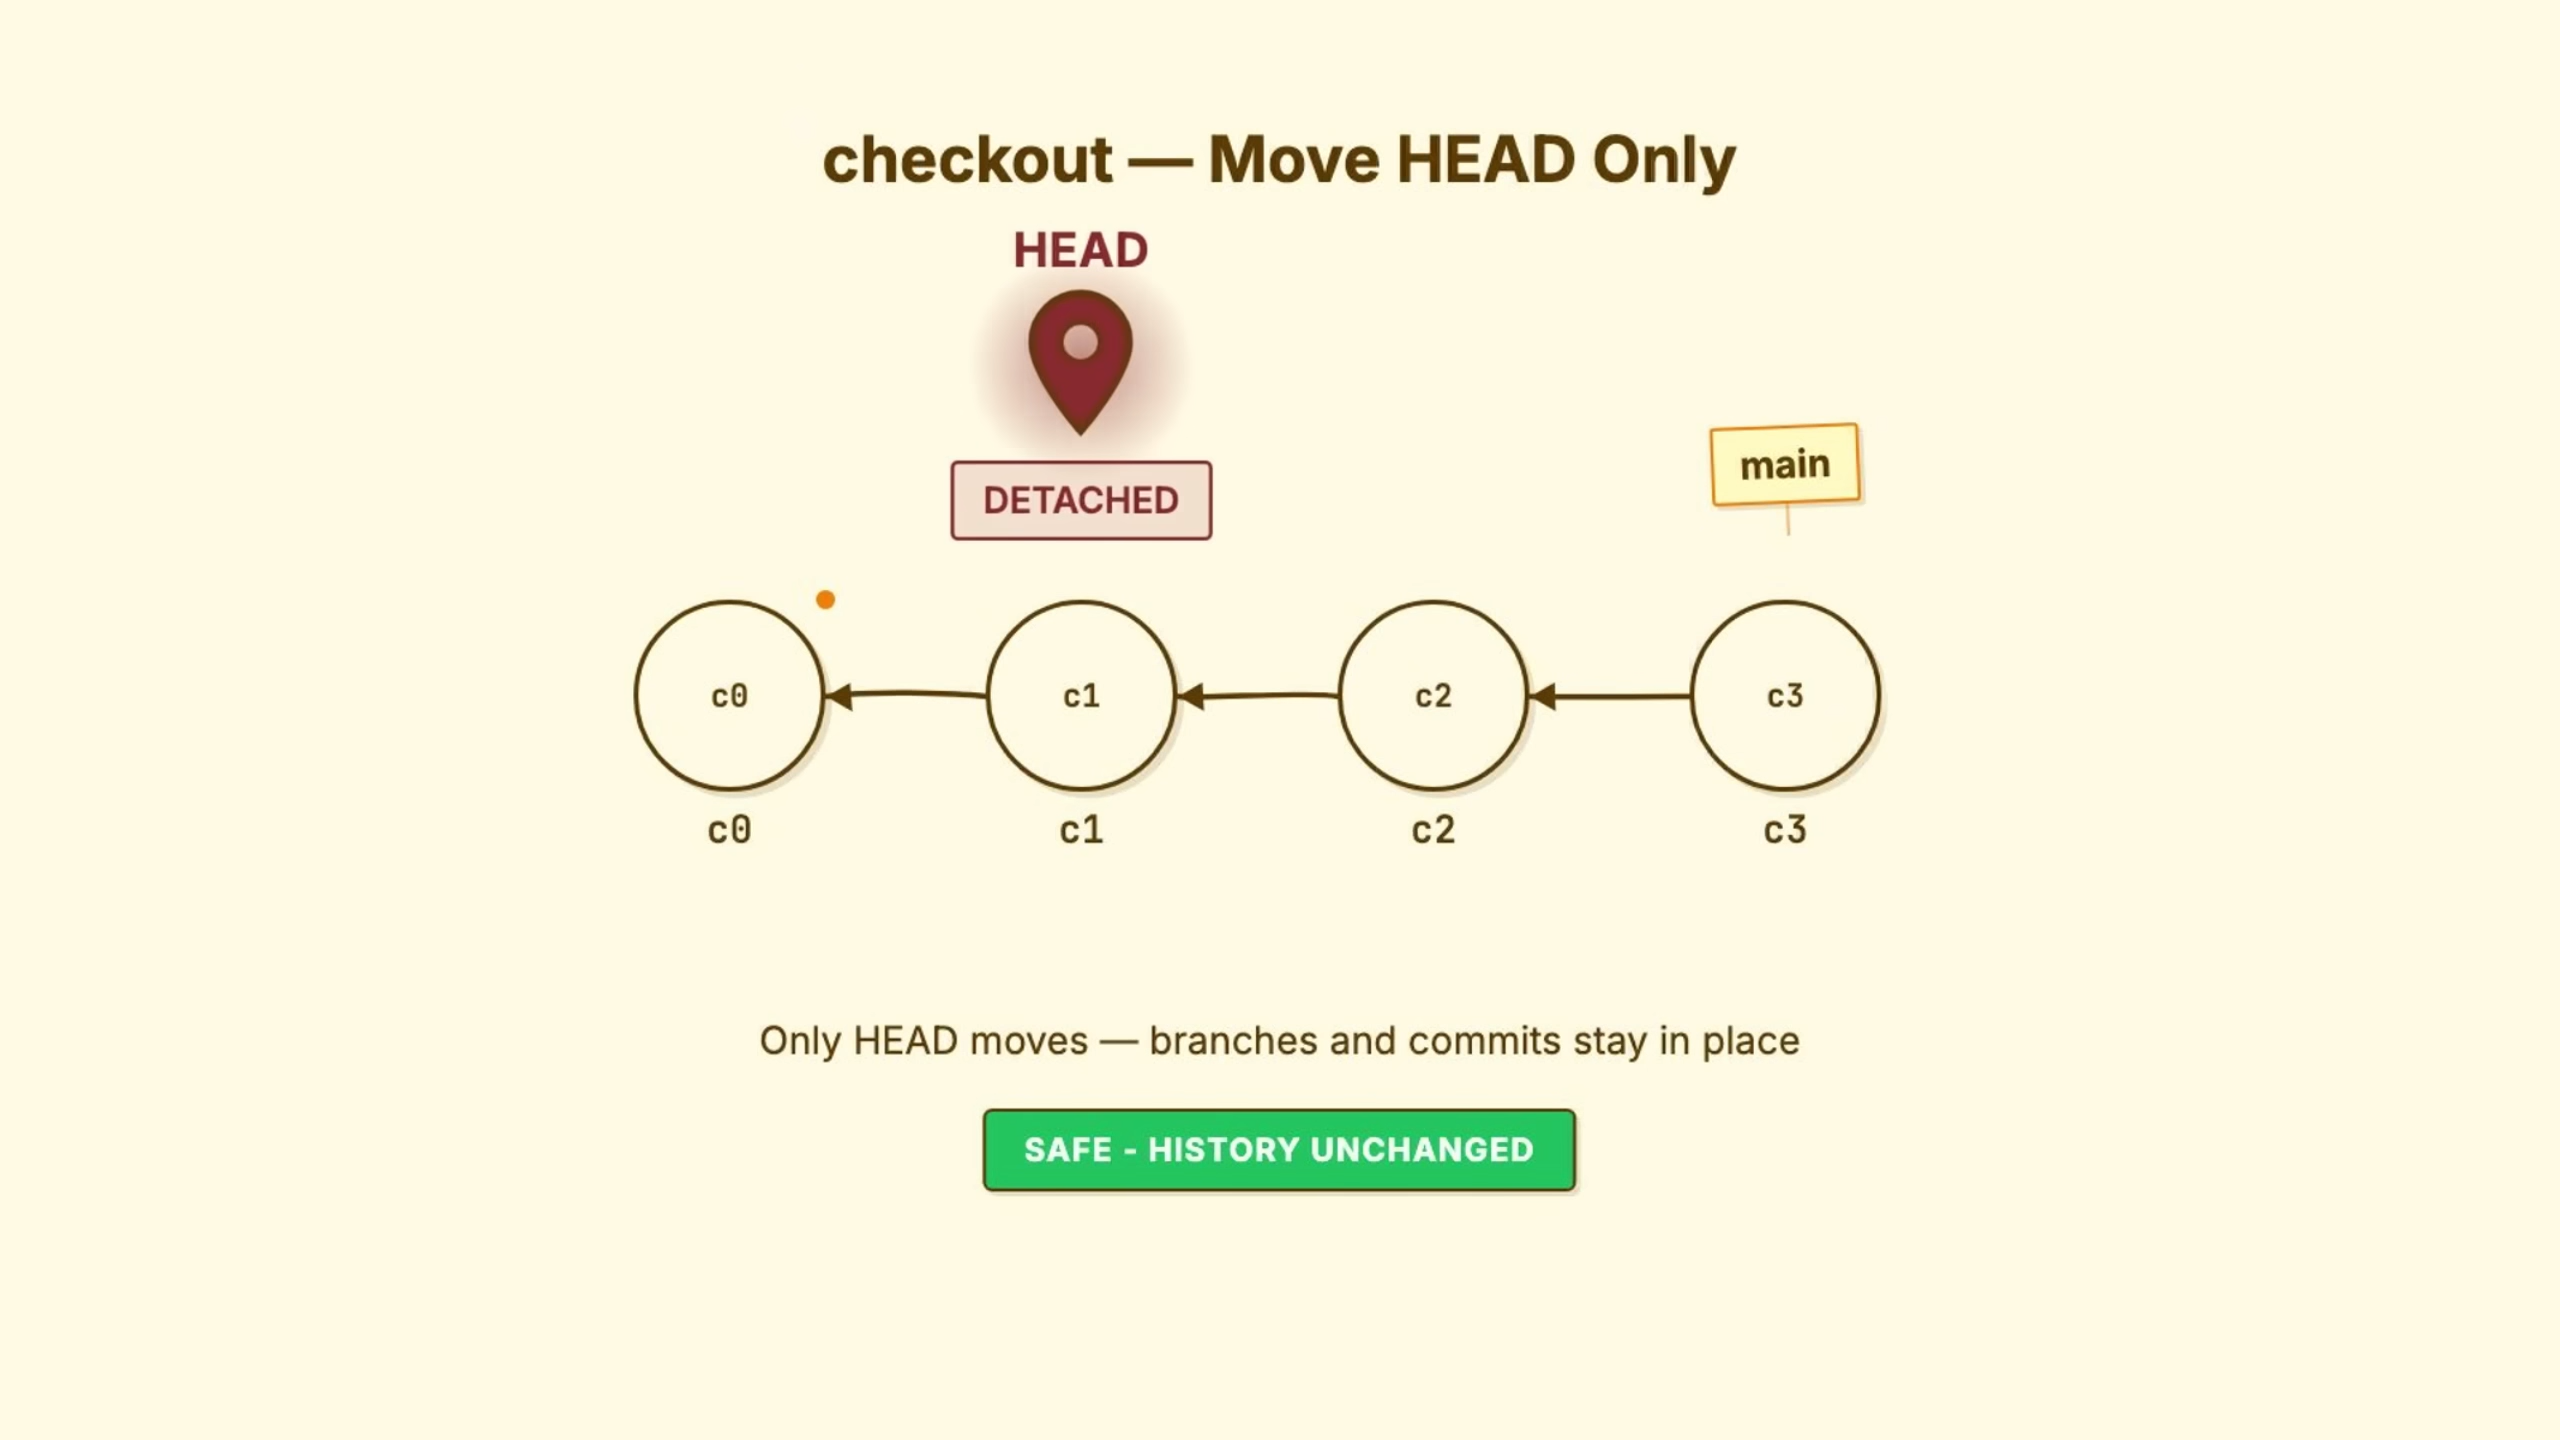 checkout — Move HEAD Only
HEAD
DETACHED
main
c0
c1
c2
c3
c0
c1
c2
c3
Only HEAD moves — branches and commits stay in place
SAFE - HISTORY UNCHANGED